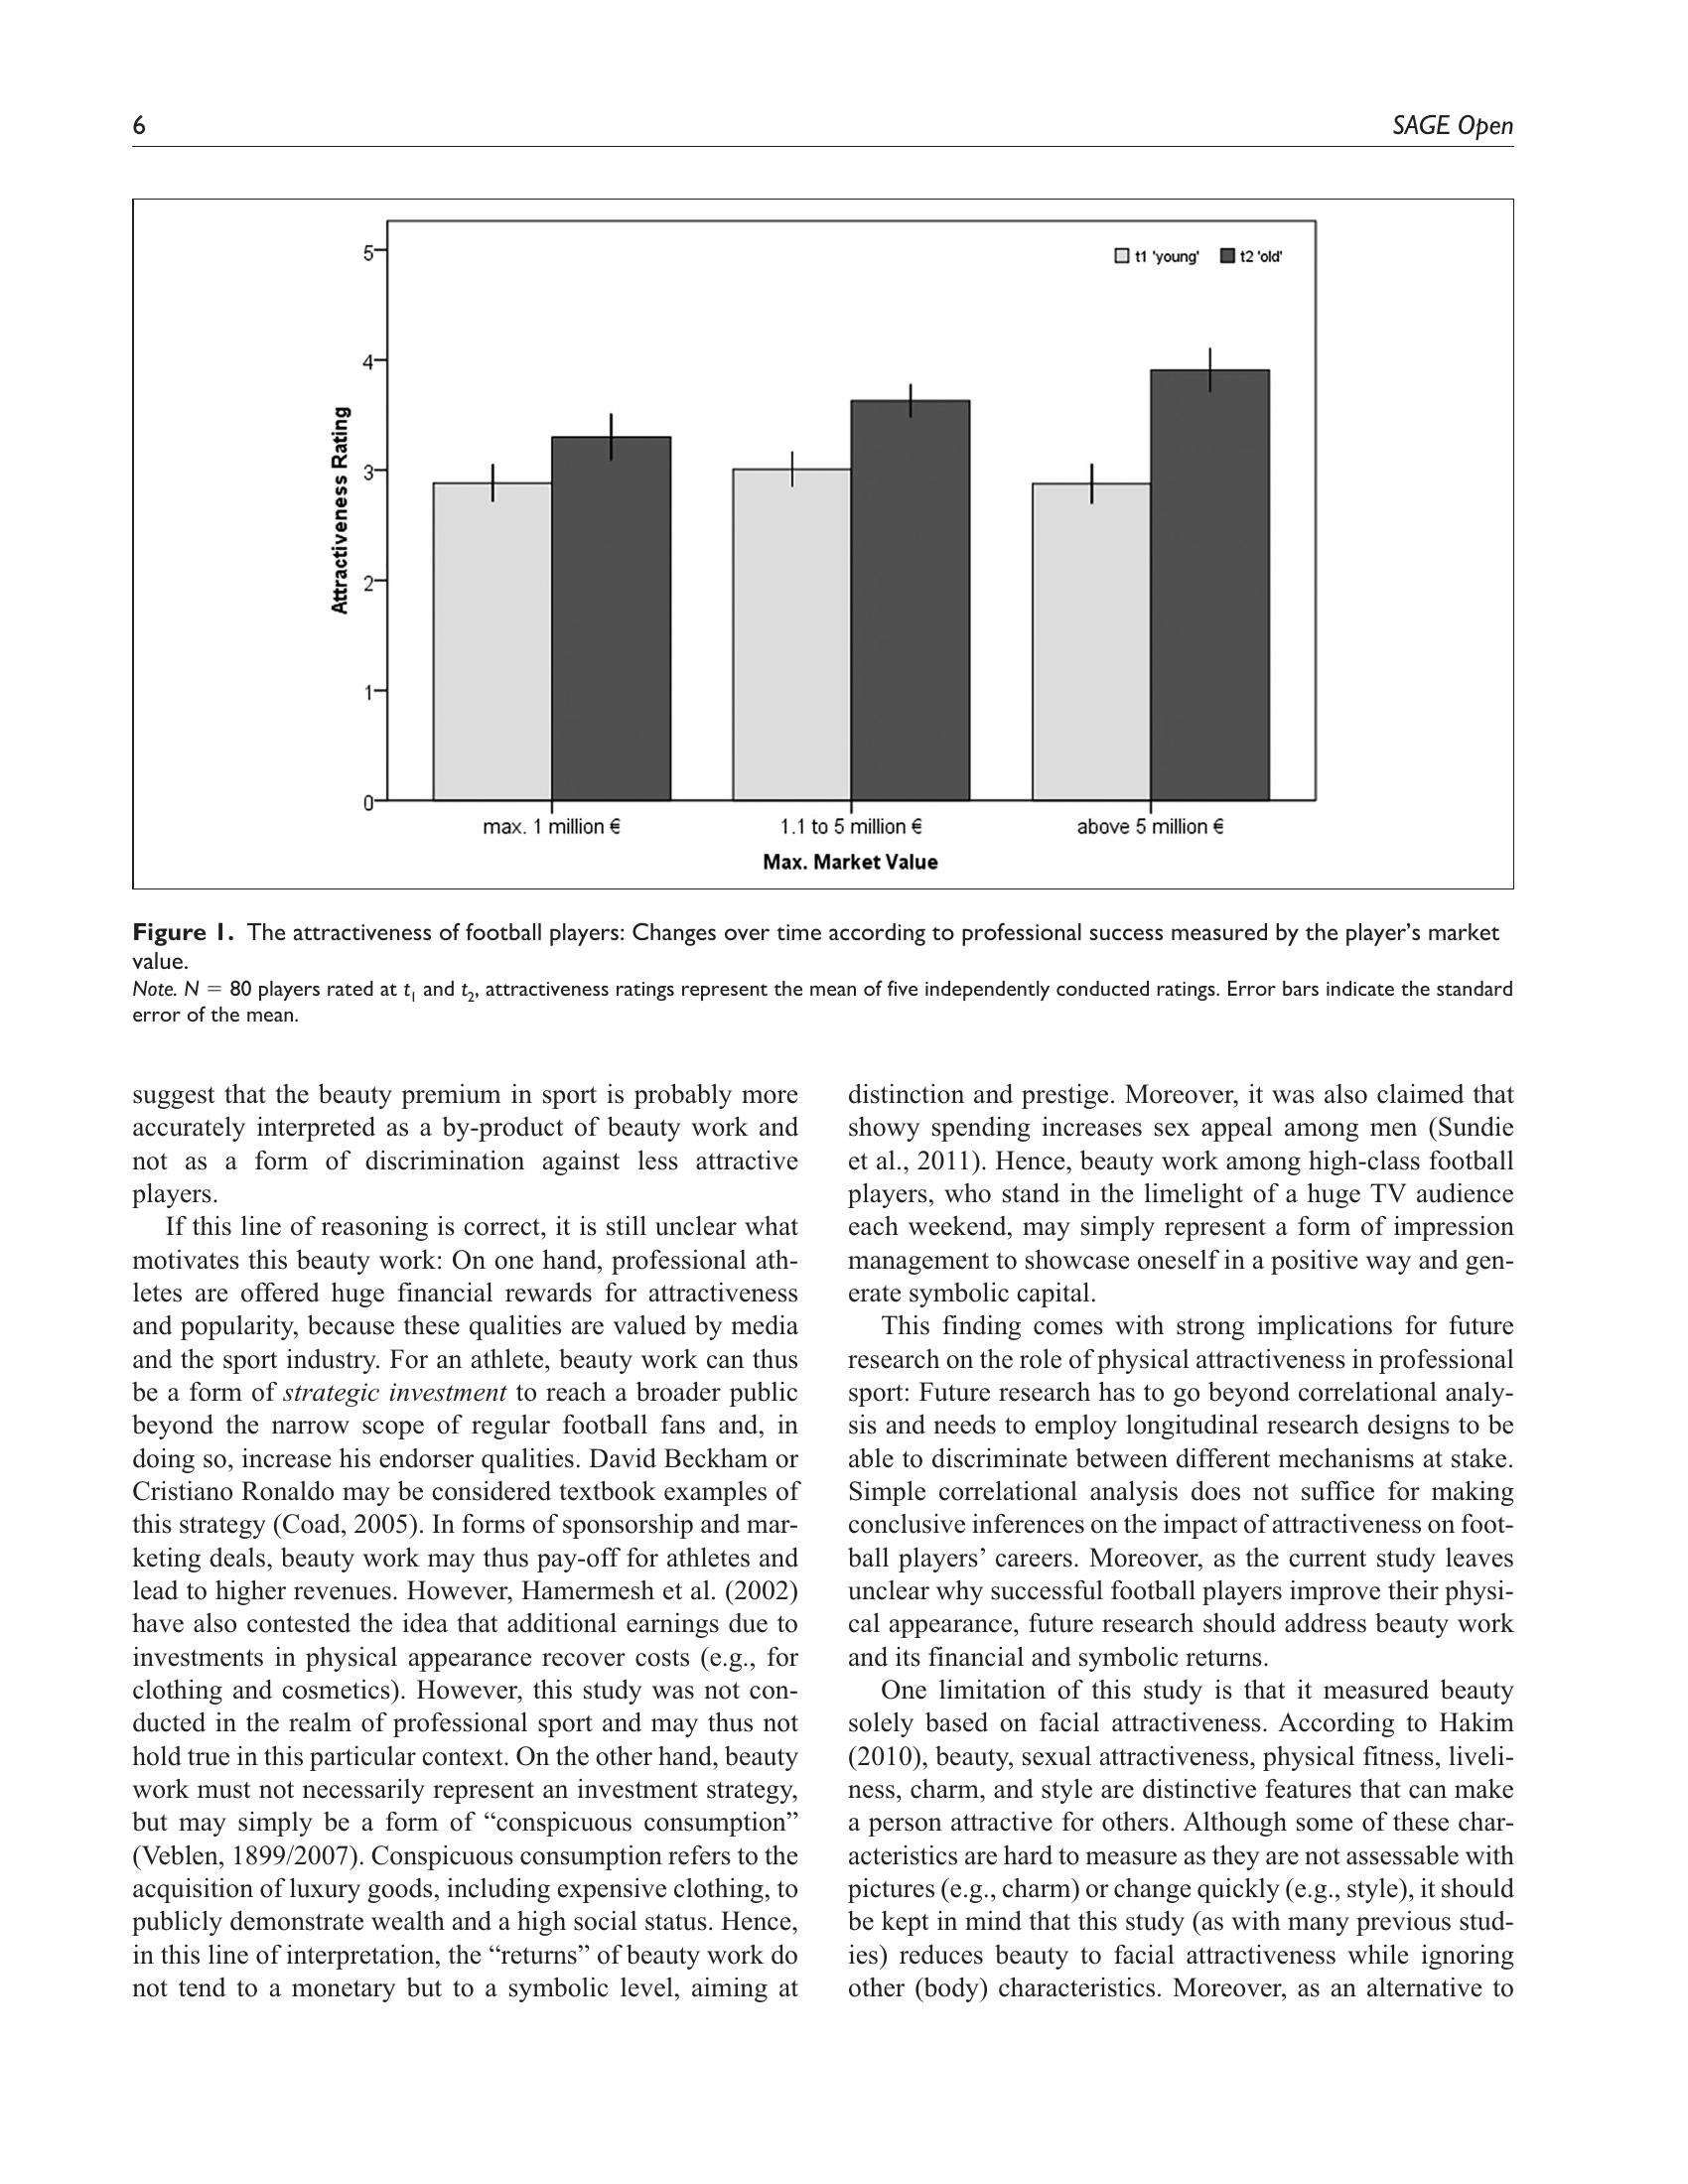 6
SAGE Open
5
4
3
2
1
0
t1 'young'
t2 'old'
Attractiveness Rating
max. 1 million €
1.1 to 5 million €
above 5 million €
Max. Market Value
Figure 1. The attractiveness of football players: Changes over time according to professional success measured by the player's market
value.
Note. N = 80 players rated at t1 and t2, attractiveness ratings represent the mean of five independently conducted ratings. Error bars indicate the standard
error of the mean.
suggest that the beauty premium in sport is probably more
accurately interpreted as a by-product of beauty work and
not as a form of discrimination against less attractive
players.
If this line of reasoning is correct, it is still unclear what
motivates this beauty work: On one hand, professional ath-
letes are offered huge financial rewards for attractiveness
and popularity, because these qualities are valued by media
and the sport industry. For an athlete, beauty work can thus
be a form of strategic investment to reach a broader public
beyond the narrow scope of regular football fans and, in
doing so, increase his endorser qualities. David Beckham or
Cristiano Ronaldo may be considered textbook examples of
this strategy (Coad, 2005). In forms of sponsorship and mar-
keting deals, beauty work may thus pay-off for athletes and
lead to higher revenues. However, Hamermesh et al. (2002)
have also contested the idea that additional earnings due to
investments in physical appearance recover costs (e.g., for
clothing and cosmetics). However, this study was not con-
ducted in the realm of professional sport and may thus not
hold true in this particular context. On the other hand, beauty
work must not necessarily represent an investment strategy,
but may simply be a form of “conspicuous consumption”
(Veblen, 1899/2007). Conspicuous consumption refers to the
acquisition of luxury goods, including expensive clothing, to
publicly demonstrate wealth and a high social status. Hence,
in this line of interpretation, the “returns” of beauty work do
not tend to a monetary but to a symbolic level, aiming at
distinction and prestige. Moreover, it was also claimed that
showy spending increases sex appeal among men (Sundie
et al., 2011). Hence, beauty work among high-class football
players, who stand in the limelight of a huge TV audience
each weekend, may simply represent a form of impression
management to showcase oneself in a positive way and gen-
erate symbolic capital.
This finding comes with strong implications for future
research on the role of physical attractiveness in professional
sport: Future research has to go beyond correlational analy-
sis and needs to employ longitudinal research designs to be
able to discriminate between different mechanisms at stake.
Simple correlational analysis does not suffice for making
conclusive inferences on the impact of attractiveness on foot-
ball players’ careers. Moreover, as the current study leaves
unclear why successful football players improve their physi-
cal appearance, future research should address beauty work
and its financial and symbolic returns.
One limitation of this study is that it measured beauty
solely based on facial attractiveness. According to Hakim
(2010), beauty, sexual attractiveness, physical fitness, liveli-
ness, charm, and style are distinctive features that can make
a person attractive for others. Although some of these char-
acteristics are hard to measure as they are not assessable with
pictures (e.g., charm) or change quickly (e.g., style), it should
be kept in mind that this study (as with many previous stud-
ies) reduces beauty to facial attractiveness while ignoring
other (body) characteristics. Moreover, as an alternative to